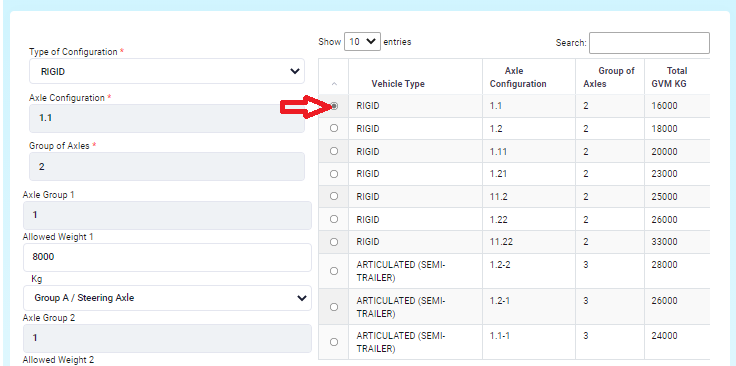 Type of Configuration *
RIGID
Axle Configuration *
1.1
Group of Axles *
2
Axle Group 1
1
Allowed Weight 1
8000
Kg
Group A / Steering Axle
Axle Group 2
1
Allowed Weight 2
Show 10 entries
Search:
Vehicle Type Axle Configuration Group of Axles Total GVM KG
RIGID 1.1 2 16000
RIGID 1.2 2 18000
RIGID 1.11 2 20000
RIGID 1.21 2 23000
RIGID 11.2 2 25000
RIGID 1.22 2 26000
RIGID 11.22 2 33000
ARTICULATED (SEMI-TRAILER) 1.2-2 3 28000
ARTICULATED (SEMI-TRAILER) 1.2-1 3 26000
ARTICULATED (SEMI-TRAILER) 1.1-1 3 24000